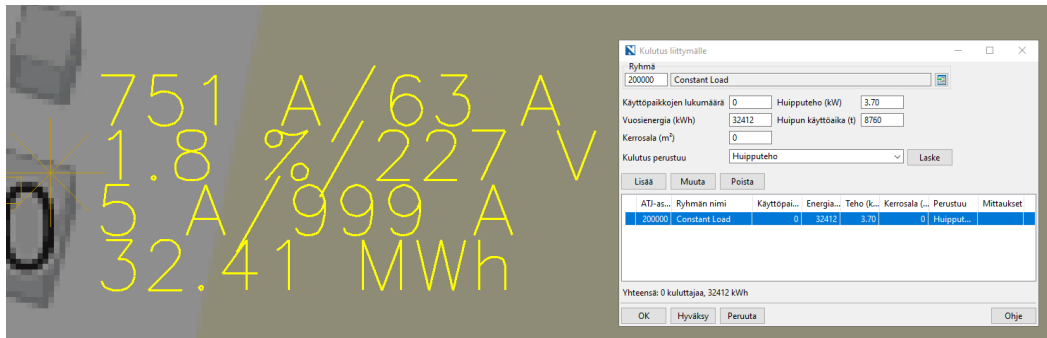 751 A/63 A
1.8 %/227 V
5 A/999 A
32.41 MWh
0
Kulutus liittymälle
Ryhmä
200000 Constant Load
Käyttöpaikkojen lukumäärä 0 Huipputeho (kW) 3.70
Vuosienergia (kWh) 32412 Huipun käyttöaika (t) 8760
Kerrosala (m²) 0
Kulutus perustuu Huipputeho Laske
Lisää Muuta Poista
ATJ-as... Ryhmän nimi Käyttöpai... Energia... Teho (k... Kerrosala (... Perustuu Mittaukset
200000 Constant Load 0 32412 3.70 0 Huipput...
Yhteensä: 0 kuluttajaa, 32412 kWh
OK Hyväksy Peruuta Ohje